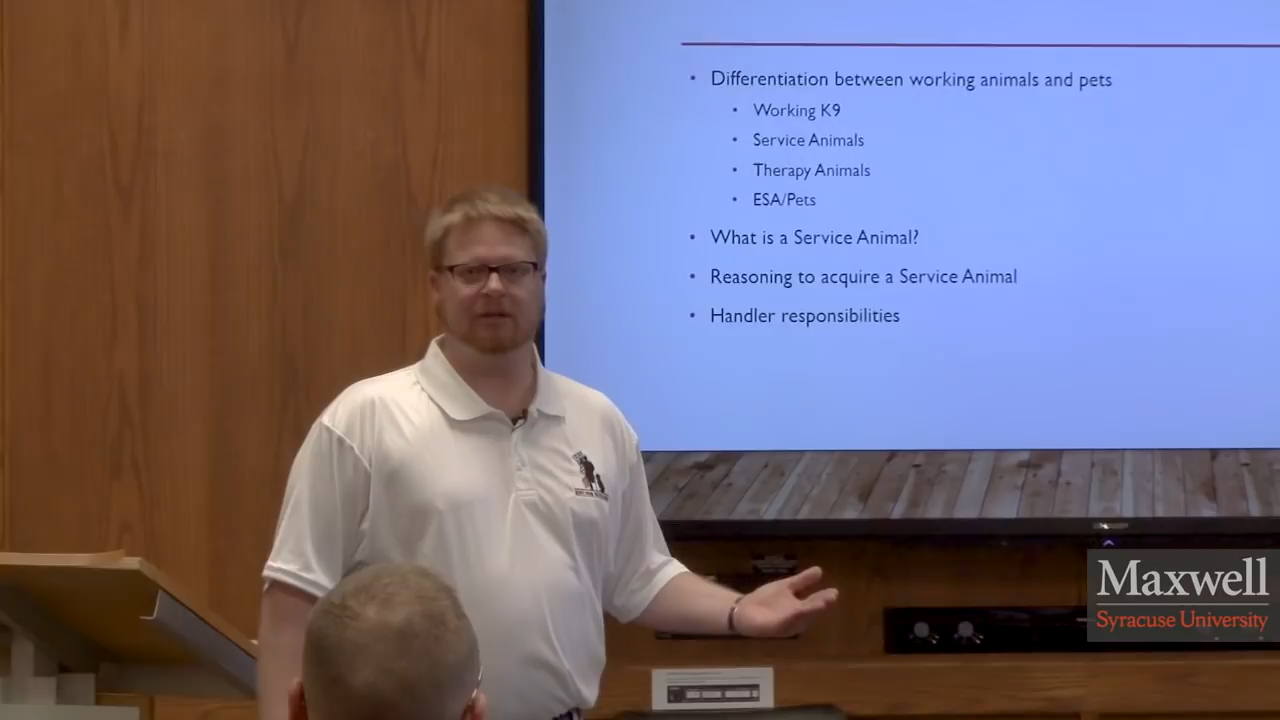 • Differentiation between working animals and pets
• Working K9
• Service Animals
• Therapy Animals
• ESA/Pets
• What is a Service Animal?
• Reasoning to acquire a Service Animal
• Handler responsibilities
Maxwell
Syracuse University